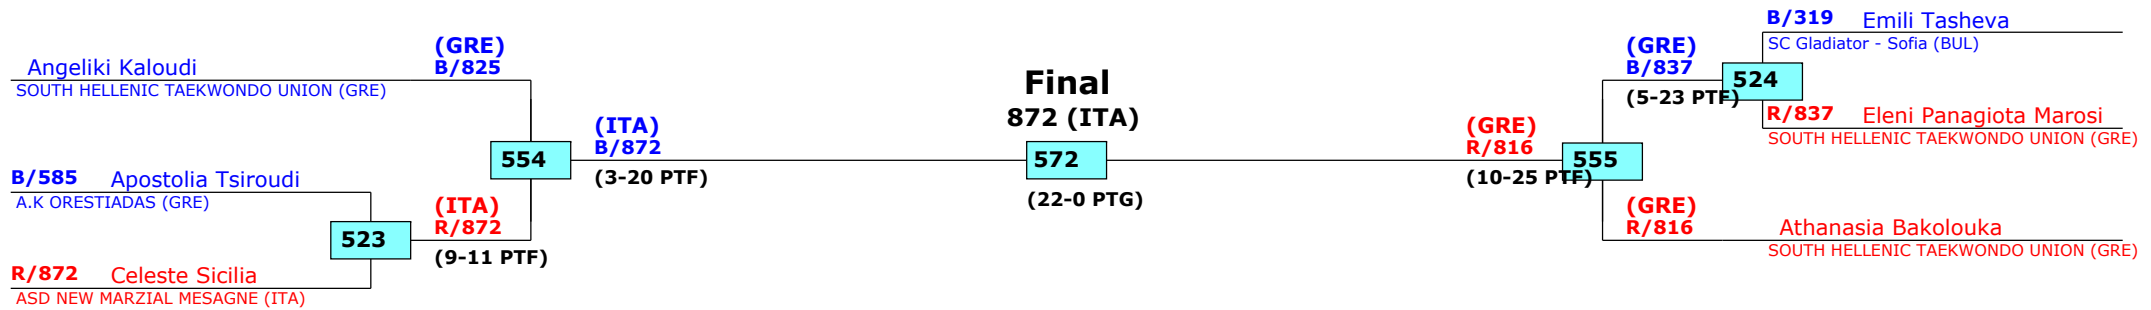 Angeliki Kaloudi
SOUTH HELLENIC TAEKWONDO UNION (GRE)
(GRE)
B/825
B/585 Apostolia Tsiroudi
A.K ORESTIADAS (GRE)
523
R/872 Celeste Sicilia
ASD NEW MARZIAL MESAGNE (ITA)
(ITA)
R/872
(9-11 PTF)
554
(ITA)
B/872
(3-20 PTF)
Final
872 (ITA)
572
(22-0 PTG)
(GRE)
R/816
(10-25 PTF)
555
(GRE)
B/837
(5-23 PTF)
524
B/319 Emili Tasheva
SC Gladiator - Sofia (BUL)
R/837 Eleni Panagiota Marosi
SOUTH HELLENIC TAEKWONDO UNION (GRE)
(GRE)
R/816
Athanasia Bakolouka
SOUTH HELLENIC TAEKWONDO UNION (GRE)